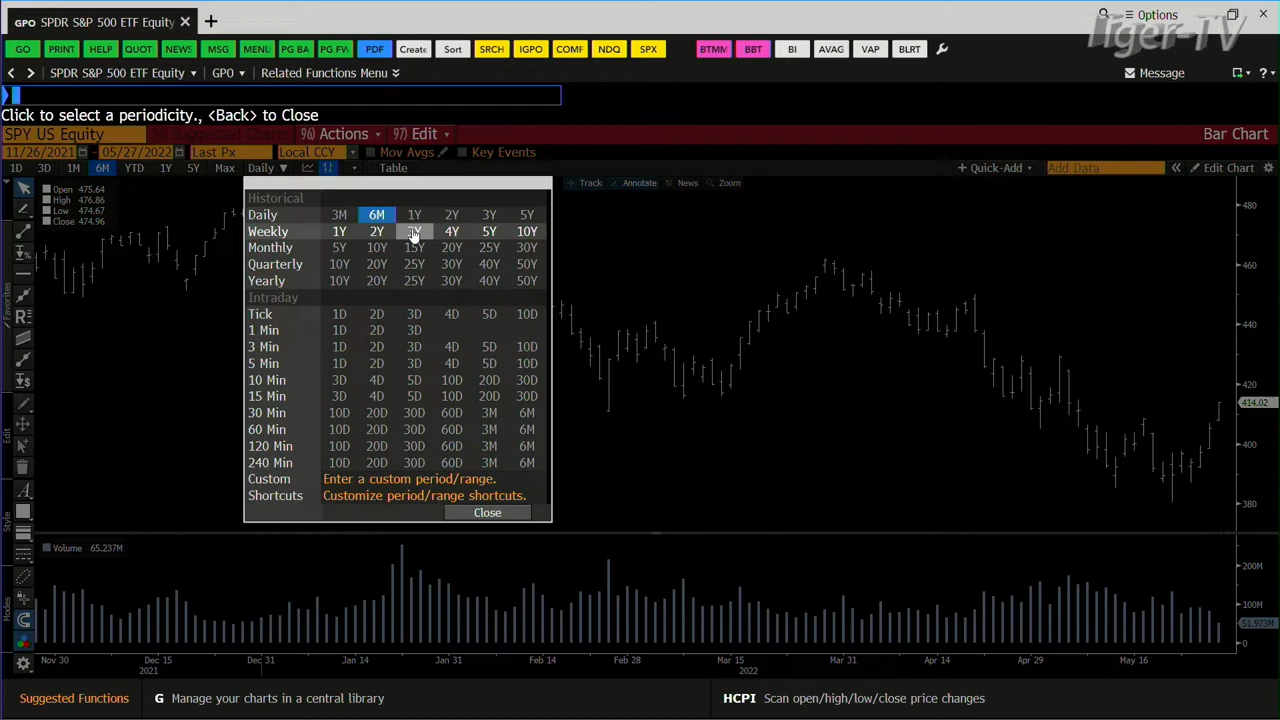 GPO SPDR S&P 500 ETF Equity × +
Options
Tiger-TV
GO PRINT HELP QUOT NEWS MSG MENU PG BA PG FV PDF Create Sort SRCH IGPO COMF NDQ SPX BTMM BBT BI AVAG VAP BLRT
SPDR S&P 500 ETF Equity GPO Related Functions Menu Message ?
Click to select a periodicity., <Back> to Close
SPY US Equity 96) Actions 97) Edit Bar Chart
11/26/2021 05/27/2022 Last Px Local CCY Mov Avgs Key Events
1D 3D 1M 6M YTD 1Y 5Y Max Daily Table + Quick-Add Add Data Edit Chart
Track Annotate News Zoom
Open 475.64
High 476.86
Low 474.67
Close 474.96
Historical
Daily 3M 6M 1Y 2Y 3Y 5Y
Weekly 1Y 2Y 4Y 5Y 10Y
Monthly 5Y 10Y 15Y 20Y 25Y 30Y
Quarterly 10Y 20Y 25Y 30Y 40Y 50Y
Yearly 10Y 20Y 25Y 30Y 40Y 50Y
Intraday
Tick 1D 2D 3D 4D 5D 10D
1 Min 1D 2D 3D
3 Min 1D 2D 3D 4D 5D 10D
5 Min 1D 2D 3D 4D 5D 10D
10 Min 3D 4D 5D 10D 20D 30D
15 Min 3D 4D 5D 10D 20D 30D
30 Min 10D 20D 30D 60D 3M 6M
60 Min 10D 20D 30D 60D 3M 6M
120 Min 10D 20D 30D 60D 3M 6M
240 Min 10D 20D 30D 60D 3M 6M
Custom Enter a custom period/range.
Shortcuts Customize period/range shortcuts.
Close
480
460
440
420
414.02
400
380
Favorites
Edit
Style
Modes
Volume 65.237M
200M
100M
51.973M
0
Nov 30 Dec 15 Dec 31 Jan 14 Jan 31 Feb 14 Feb 28 Mar 15 Mar 31 Apr 14 Apr 29 May 16
2021 2022
Suggested Functions G Manage your charts in a central library HCPI Scan open/high/low/close price changes